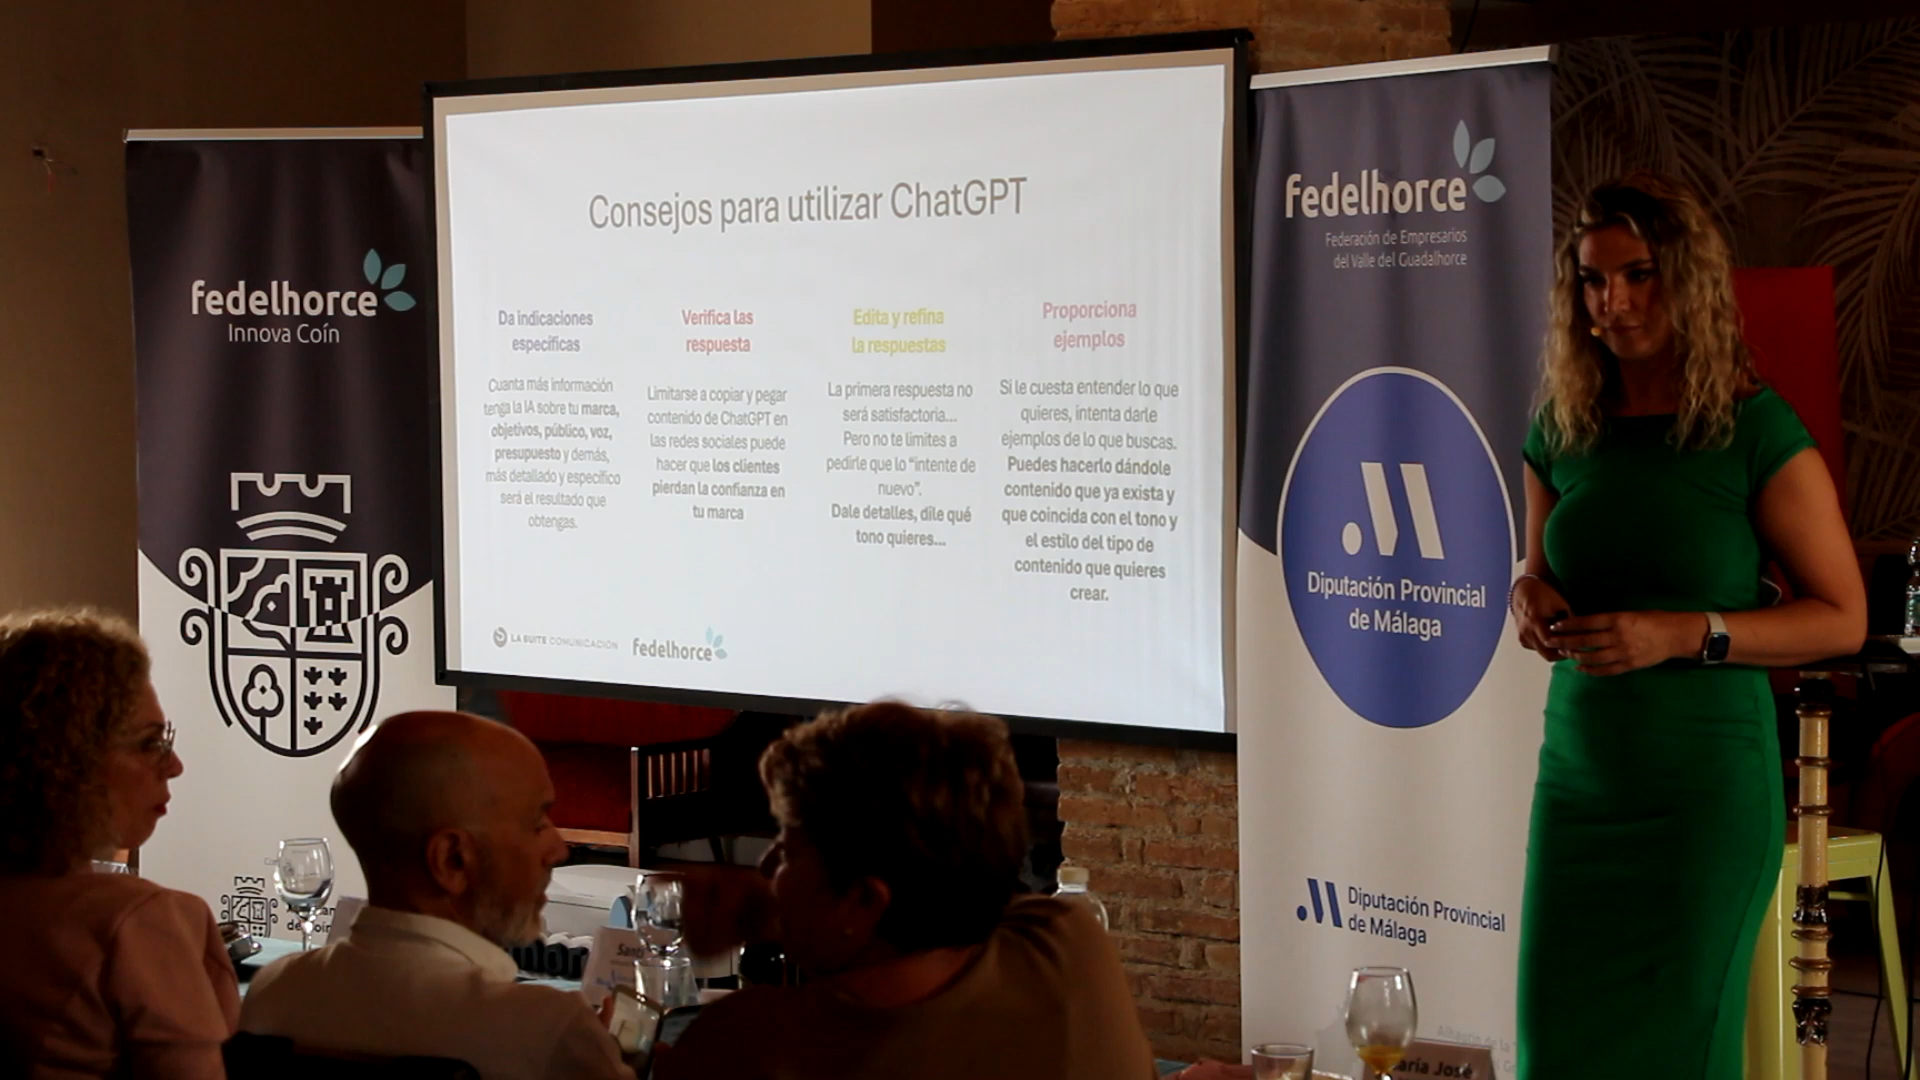 Consejos para utilizar ChatGPT
Da indicaciones
específicas
Cuanta más información
tenga la IA sobre tu marca,
objetivos, público, voz,
presupuesto y demás,
más detallado y específico
será el resultado que
obtengas.
Verifica las
respuesta
Limitarse a copiar y pegar
contenido de ChatGPT en
las redes sociales puede
hacer que los clientes
pierdan la confianza en
tu marca
Edita y refina
la respuestas
La primera respuesta no
será satisfactoria...
Pero no te limites a
pedirle que lo "intente de
nuevo".
Dale detalles, dile qué
tono quieres...
Proporciona
ejemplos
Si le cuesta entender lo que
quieres, intenta darle
ejemplos de lo que buscas.
Puedes hacerlo dándole
contenido que ya exista y
que coincida con el tono y
el estilo del tipo de
contenido que quieres
crear.
LA SUITE COMUNICACIÓN
fedelhorce
fedelhorce
Innova Coín
fedelhorce
Federación de Empresarios
del Valle del Guadalhorce
Diputación Provincial
de Málaga
Diputación Provincial
de Málaga
Alhaurín de la
María José